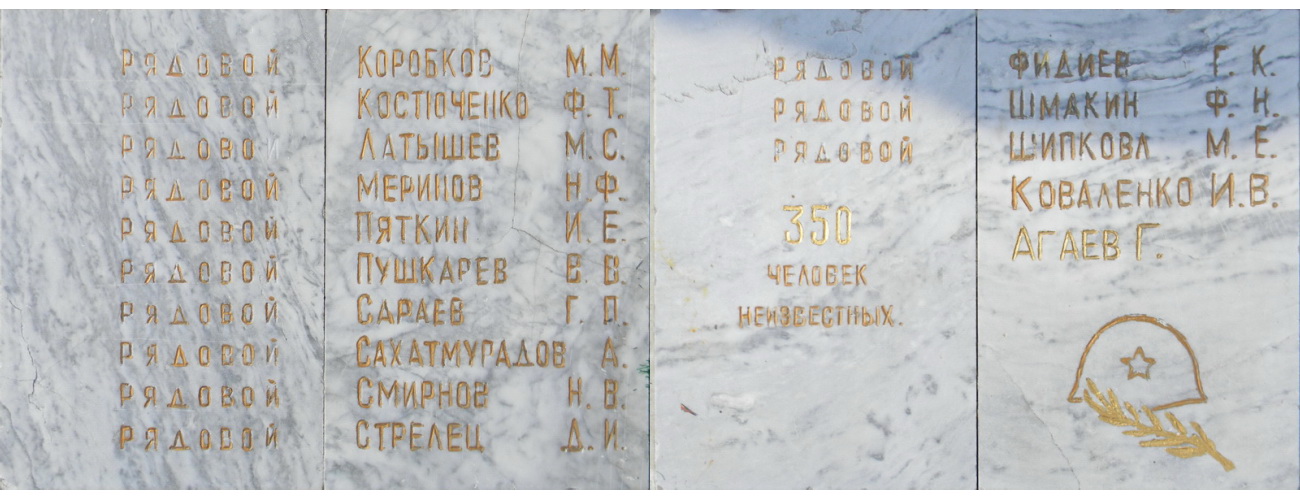 РЯДОВОЙ КОРОБКОВ М. М.
РЯДОВОЙ КОСТЮЧЕНКО Ф. Т.
РЯДОВОЙ ЛАТЫШЕВ М. С.
РЯДОВОЙ МЕРИНОВ Н. Ф.
РЯДОВОЙ ПЯТКИН И. Е.
РЯДОВОЙ ПУШКАРЕВ В. В.
РЯДОВОЙ САРАЕВ Г. П.
РЯДОВОЙ САХАТМУРАДОВ А.
РЯДОВОЙ СМИРНОВ Н. В.
РЯДОВОЙ СТРЕЛЕЦ Д. И.
РЯДОВОЙ ФИДИЕВ Г. К.
РЯДОВОЙ ШМАКИН Ф. Н.
РЯДОВОЙ ШИПКОВА М. Е.
КОВАЛЕНКО И. В.
АГАЕВ Г.
350
ЧЕЛОВЕК
НЕИЗВЕСТНЫХ.